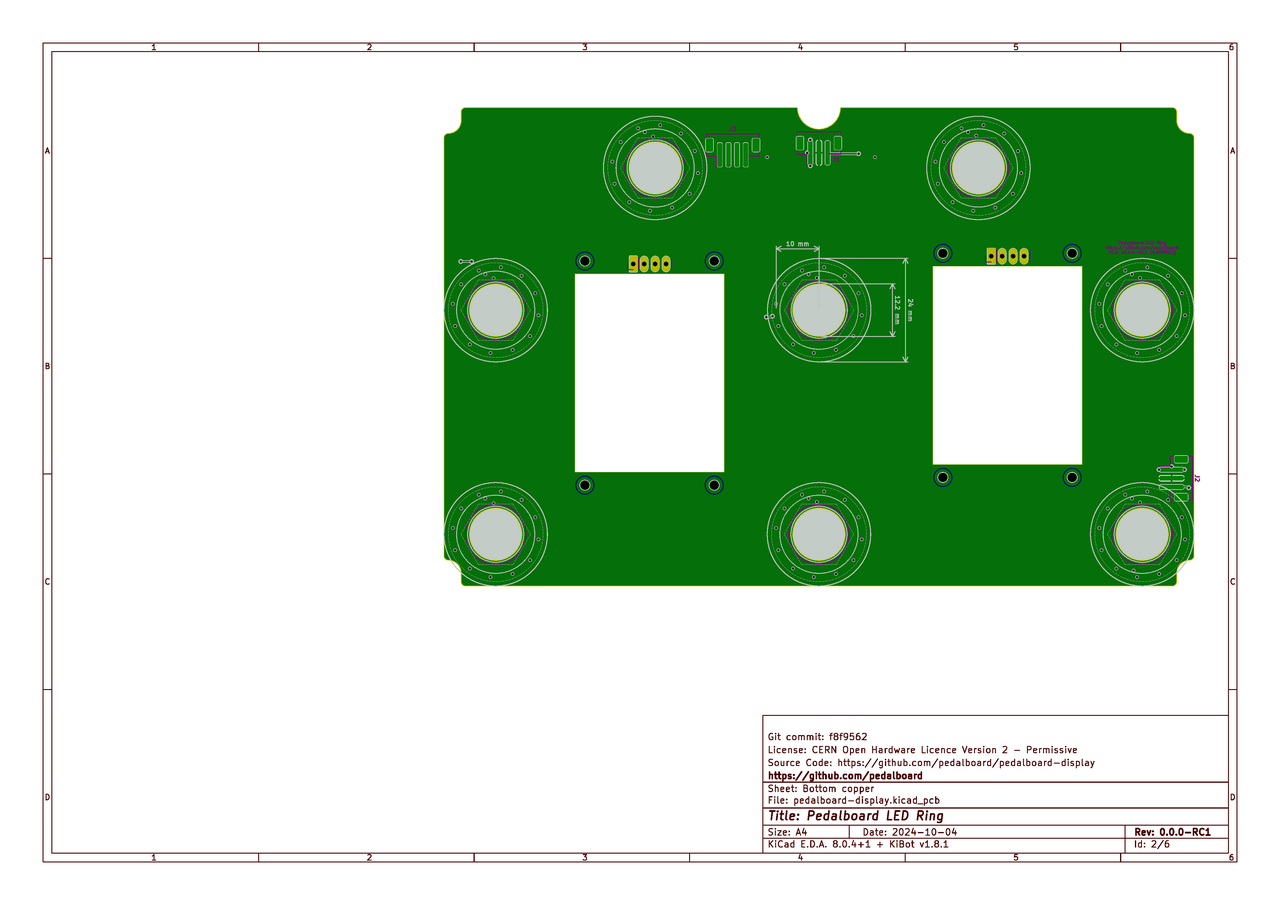 1 2 3 4 5 6
A A
10 mm
12.2 mm
24 mm
B B
J2
C C
Git commit: f8f9562
License: CERN Open Hardware Licence Version 2 – Permissive
Source Code: https://github.com/pedalboard/pedalboard-display
https://github.com/pedalboard
Sheet: Bottom copper
D D
File: pedalboard-display.kicad_pcb
Title: Pedalboard LED Ring
Size: A4 Date: 2024-10-04 Rev: 0.0.0-RC1
KiCad E.D.A. 8.0.4+1 + KiBot v1.8.1 Id: 2/6
1 2 3 4 5 6